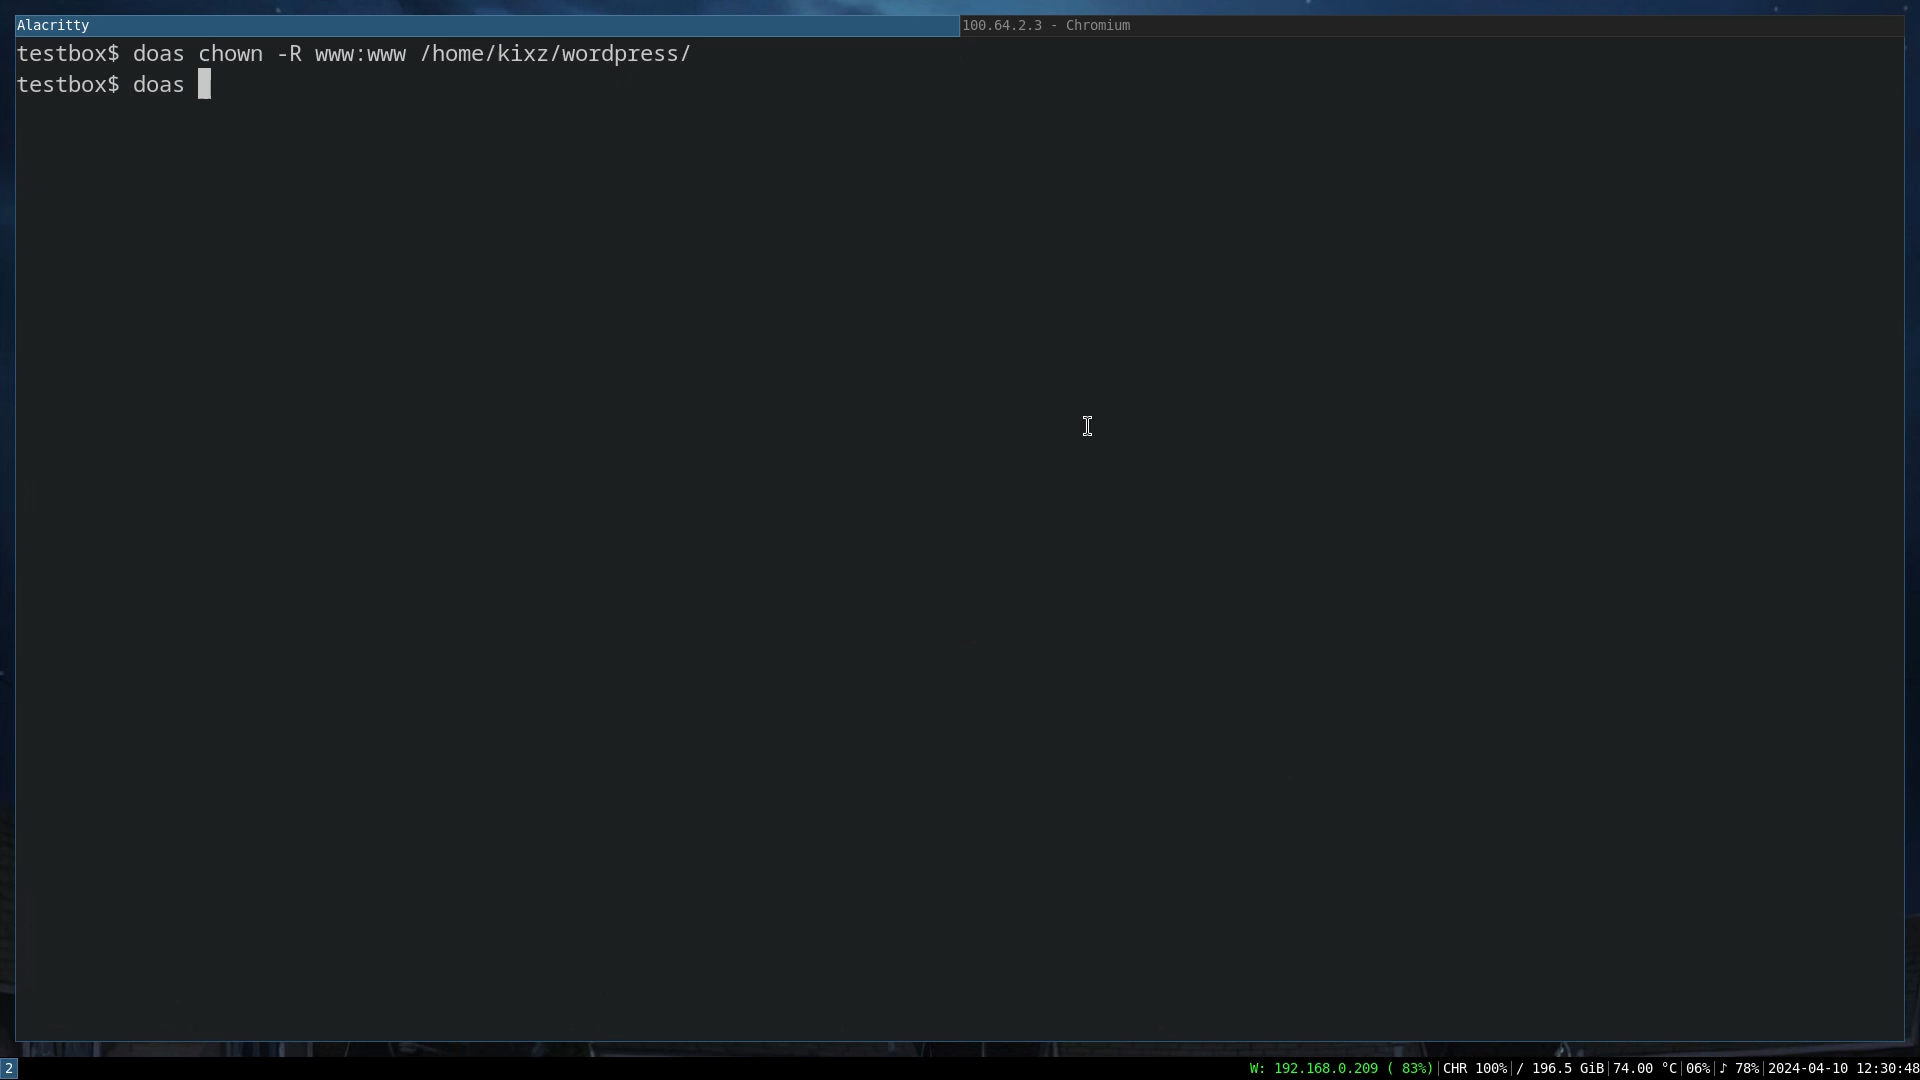 Alacritty
100.64.2.3 - Chromium
testbox$ doas chown -R www:www /home/kixz/wordpress/
testbox$ doas
2
W: 192.168.0.209 ( 83%)|CHR 100%|/ 196.5 GiB|74.00 °C|06%|♪ 78%|2024-04-10 12:30:48